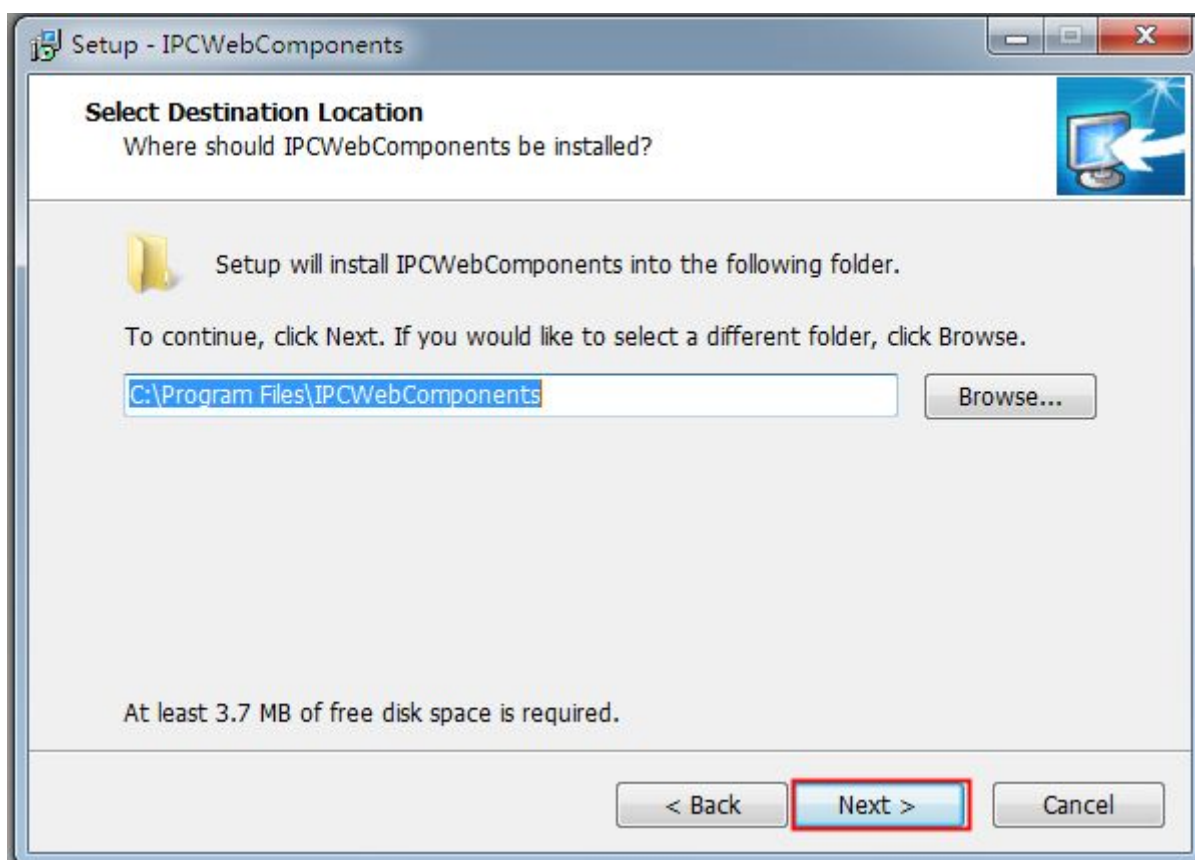 Setup - IPCWebComponents
Select Destination Location
Where should IPCWebComponents be installed?
Setup will install IPCWebComponents into the following folder.
To continue, click Next. If you would like to select a different folder, click Browse.
C:\Program Files\IPCWebComponents
Browse...
At least 3.7 MB of free disk space is required.
< Back
Next >
Cancel